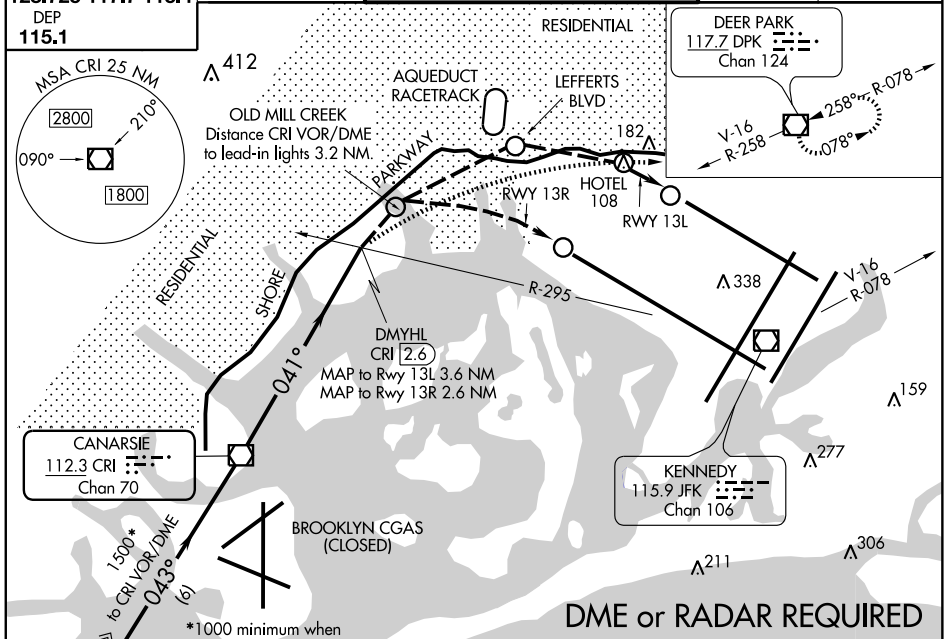 DEP
115.1
MSA CRI 25 NM
2800
210°
090°
1800
412
RESIDENTIAL
AQUEDUCT
RACETRACK
LEFFERTS
BLVD
OLD MILL CREEK
Distance CRI VOR/DME
to lead-in lights 3.2 NM.
DEER PARK
117.7 DPK
Chan 124
V-16
R-258
258°
R-078
078°
182
PARKWAY
HOTEL
108
RWY 13R
RWY 13L
RESIDENTIAL
SHORE
R-295
338
V-16
R-078
DMYHL
CRI 2.6
MAP to Rwy 13L 3.6 NM
MAP to Rwy 13R 2.6 NM
041°
159
CANARSIE
112.3 CRI
Chan 70
277
KENNEDY
115.9 JFK
Chan 106
BROOKLYN CGAS
(CLOSED)
1500*
to CRI VOR/DME
043°
(6)
211
306
*1000 minimum when
DME or RADAR REQUIRED